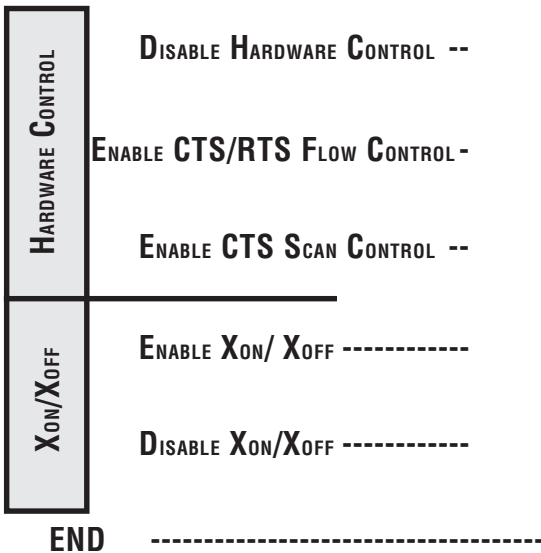 Hardware Control
Disable Hardware Control --
Enable CTS/RTS Flow Control-
Enable CTS Scan Control --
Xon/Xoff
Enable Xon/ Xoff ------------
Disable Xon/Xoff ------------
END -------------------------------------